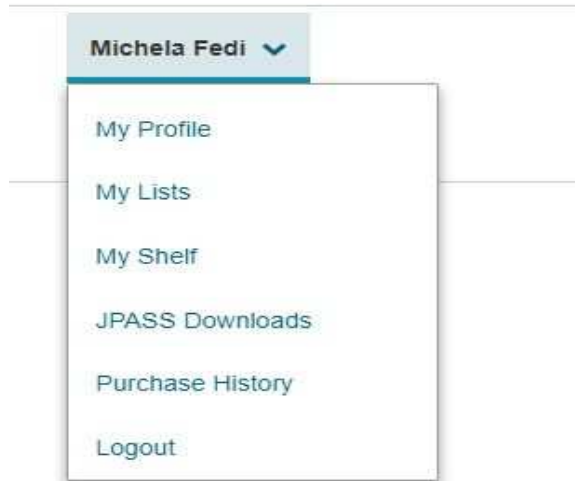 Michela Fedi
My Profile
My Lists
My Shelf
JPASS Downloads
Purchase History
Logout